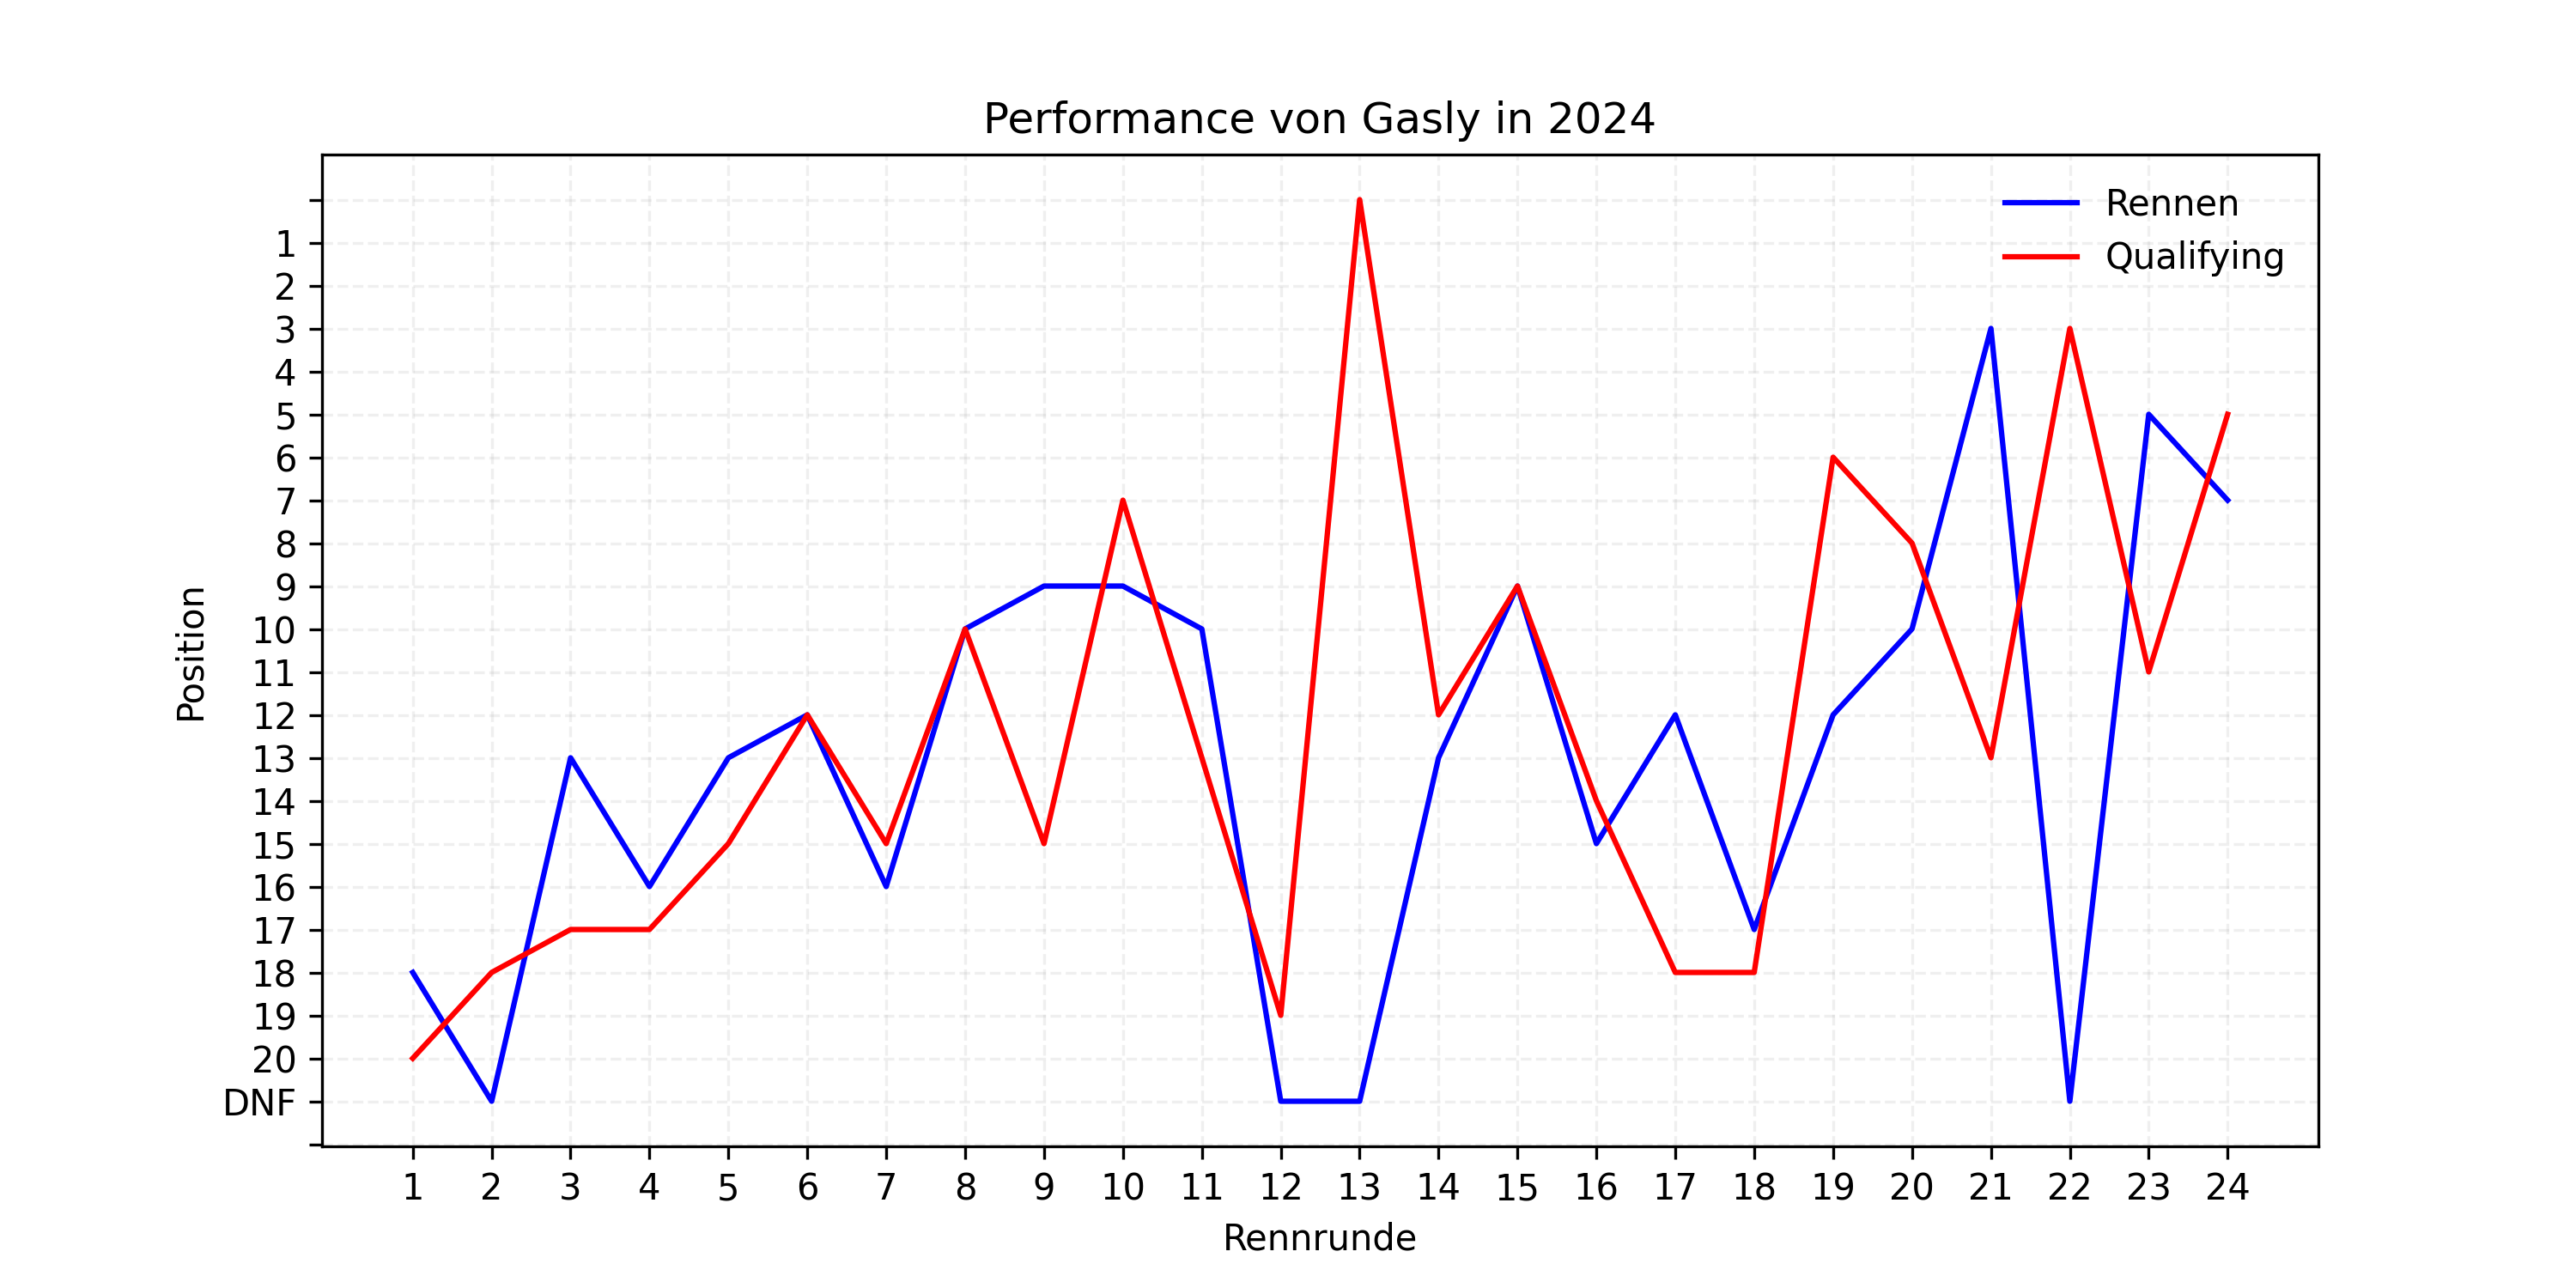 Performance von Gasly in 2024
Rennen
Qualifying
1
2
3
4
5
6
7
8
9
10
11
12
13
14
15
16
17
18
19
20
DNF
Position
1 2 3 4 5 6 7 8 9 10 11 12 13 14 15 16 17 18 19 20 21 22 23 24
Rennrunde